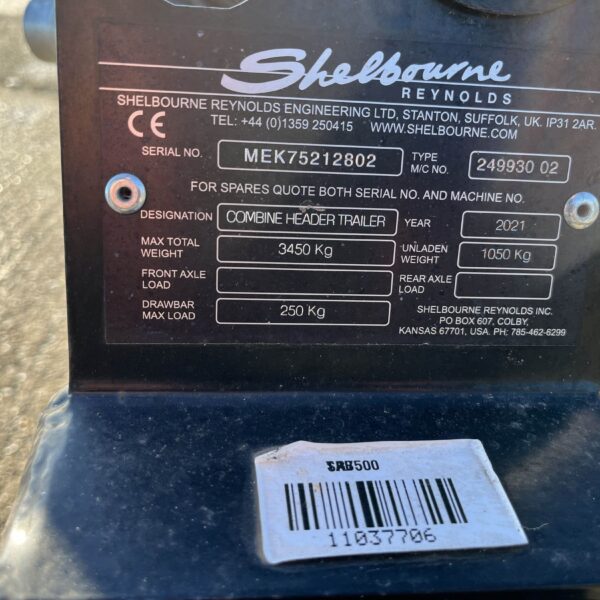 Shelbourne
REYNOLDS
SHELBOURNE REYNOLDS ENGINEERING LTD, STANTON, SUFFOLK, UK. IP31 2AR.
CE TEL: +44 (0)1359 250415 WWW.SHELBOURNE.COM
SERIAL NO. MEK75212802 TYPE M/C NO. 249930 02
FOR SPARES QUOTE BOTH SERIAL NO. AND MACHINE NO.
DESIGNATION COMBINE HEADER TRAILER YEAR 2021
MAX TOTAL WEIGHT 3450 Kg UNLADEN WEIGHT 1050 Kg
FRONT AXLE LOAD REAR AXLE LOAD
DRAWBAR MAX LOAD 250 Kg
SHELBOURNE REYNOLDS INC.
PO BOX 607, COLBY,
KANSAS 67701, USA. PH: 785-462-6299
500
11037706